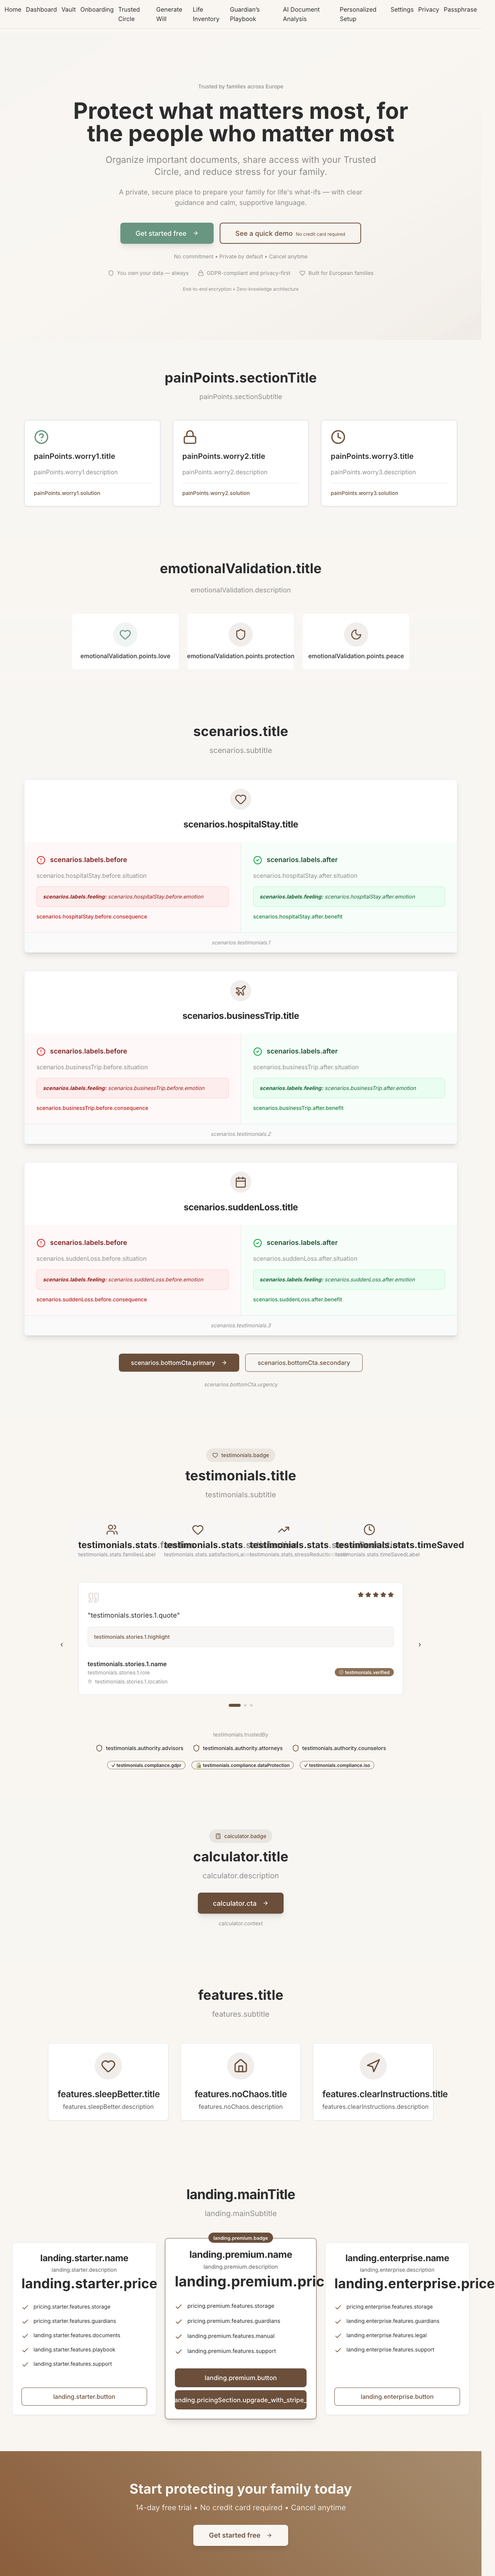 Home Dashboard Vault Onboarding Trusted Circle Generate Will Life Inventory Guardian's Playbook AI Document Analysis Personalized Setup Settings Privacy Passphrase
Trusted by families across Europe
Protect what matters most, for
the people who matter most
Organize important documents, share access with your Trusted
Circle, and reduce stress for your family.
A private, secure place to prepare your family for life's what-ifs — with clear
guidance and calm, supportive language.
Get started free →
See a quick demo No credit card required
No commitment • Private by default • Cancel anytime
You own your data — always GDPR-compliant and privacy-first Built for European families
End-to-end encryption • Zero-knowledge architecture
painPoints.sectionTitle
painPoints.sectionSubtitle
painPoints.worry1.title
painPoints.worry1.description
painPoints.worry1.solution
painPoints.worry2.title
painPoints.worry2.description
painPoints.worry2.solution
painPoints.worry3.title
painPoints.worry3.description
painPoints.worry3.solution
emotionalValidation.title
emotionalValidation.description
emotionalValidation.points.love
emotionalValidation.points.protection
emotionalValidation.points.peace
scenarios.title
scenarios.subtitle
scenarios.hospitalStay.title
scenarios.labels.before
scenarios.hospitalStay.before.situation
scenarios.labels.feeling: scenarios.hospitalStay.before.emotion
scenarios.hospitalStay.before.consequence
scenarios.labels.after
scenarios.hospitalStay.after.situation
scenarios.labels.feeling: scenarios.hospitalStay.after.emotion
scenarios.hospitalStay.after.benefit
scenarios.testimonials.1
scenarios.businessTrip.title
scenarios.labels.before
scenarios.businessTrip.before.situation
scenarios.labels.feeling: scenarios.businessTrip.before.emotion
scenarios.businessTrip.before.consequence
scenarios.labels.after
scenarios.businessTrip.after.situation
scenarios.labels.feeling: scenarios.businessTrip.after.emotion
scenarios.businessTrip.after.benefit
scenarios.testimonials.2
scenarios.suddenLoss.title
scenarios.labels.before
scenarios.suddenLoss.before.situation
scenarios.labels.feeling: scenarios.suddenLoss.before.emotion
scenarios.suddenLoss.before.consequence
scenarios.labels.after
scenarios.suddenLoss.after.situation
scenarios.labels.feeling: scenarios.suddenLoss.after.emotion
scenarios.suddenLoss.after.benefit
scenarios.testimonials.3
scenarios.bottomCta.primary →
scenarios.bottomCta.secondary
scenarios.bottomCta.urgency
testimonials.badge
testimonials.title
testimonials.subtitle
testimonials.stats
testimonials.stats
testimonials.stats
testimonials.stats.timeSaved
testimonials.stats.familiesLabel
testimonials.stats.timeSavedLabel
"testimonials.stories.1.quote"
testimonials.stories.1.highlight
testimonials.stories.1.name
testimonials.stories.1.role
testimonials.stories.1.location
testimonials.verified
testimonials.trustedBy
testimonials.authority.advisors testimonials.authority.attorneys testimonials.authority.counselors
✓ testimonials.compliance.gdpr 🔒 testimonials.compliance.dataProtection ✓ testimonials.compliance.iso
calculator.badge
calculator.title
calculator.description
calculator.cta →
calculator.context
features.title
features.subtitle
features.sleepBetter.title
features.sleepBetter.description
features.noChaos.title
features.noChaos.description
features.clearInstructions.title
features.clearInstructions.description
landing.mainTitle
landing.mainSubtitle
landing.starter.name
landing.starter.description
landing.starter.price
pricing.starter.features.storage
pricing.starter.features.guardians
landing.starter.features.documents
landing.starter.features.playbook
landing.starter.features.support
landing.starter.button
landing.premium.badge
landing.premium.name
landing.premium.description
landing.premium.pric
pricing.premium.features.storage
pricing.premium.features.guardians
landing.premium.features.manual
landing.premium.features.support
landing.premium.button
anding.pricingSection.upgrade_with_stripe_
landing.enterprise.name
landing.enterprise.description
landing.enterprise.price
pricing.enterprise.features.storage
landing.enterprise.features.guardians
landing.enterprise.features.legal
landing.enterprise.features.support
landing.enterprise.button
Start protecting your family today
14-day free trial • No credit card required • Cancel anytime
Get started free →